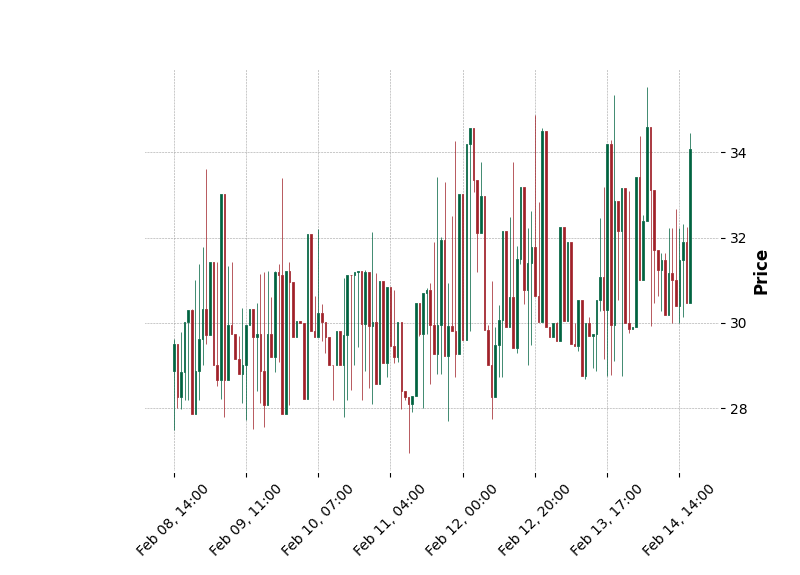 34
32
30
28
Price
Feb 08, 14:00
Feb 09, 11:00
Feb 10, 07:00
Feb 11, 04:00
Feb 12, 00:00
Feb 12, 20:00
Feb 13, 17:00
Feb 14, 14:00